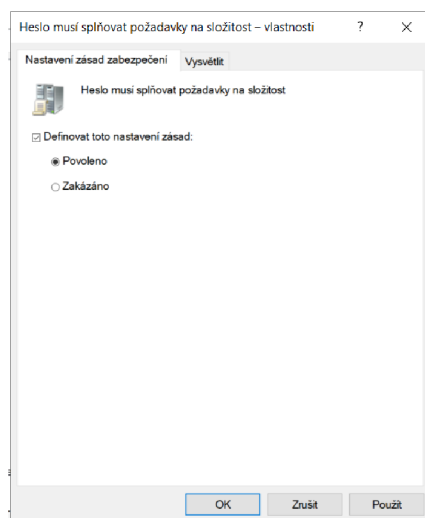 Heslo musí splňovat požadavky na složitost – vlastnosti ? ×
Nastavení zásad zabezpečení Vysvětlit
Heslo musí splňovat požadavky na složitost
Definovat toto nastavení zásad:
Povoleno
Zakázáno
OK Zrušit Použít